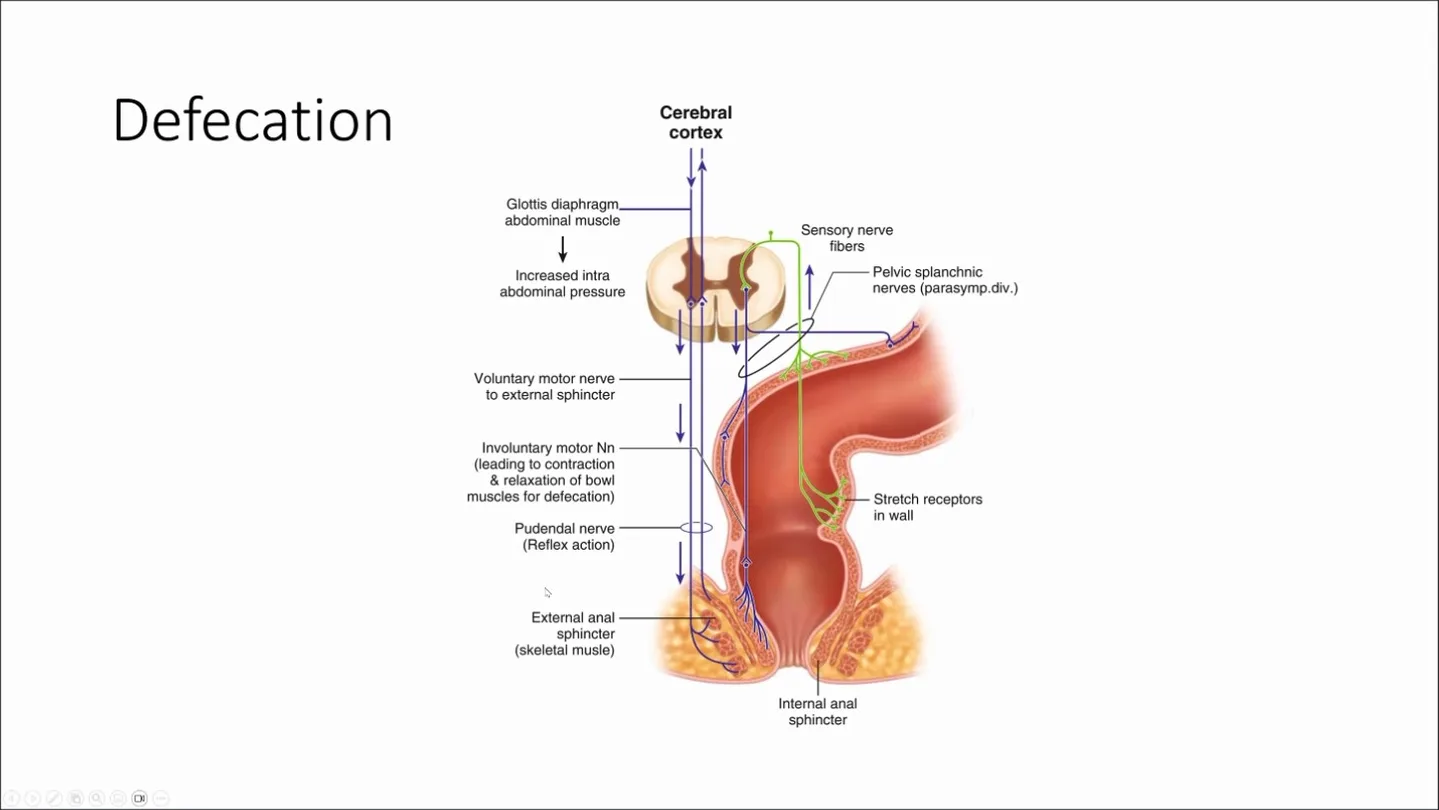 Defecation
Cerebral
cortex
Glottis diaphragm
abdominal muscle
Increased intra
abdominal pressure
Sensory nerve
fibers
Pelvic splanchnic
nerves (parasymp.div.)
Voluntary motor nerve
to external sphincter
Involuntary motor Nn
(leading to contraction
& relaxation of bowl
muscles for defecation)
Stretch receptors
in wall
Pudendal nerve
(Reflex action)
External anal
sphincter
(skeletal musle)
Internal anal
sphincter